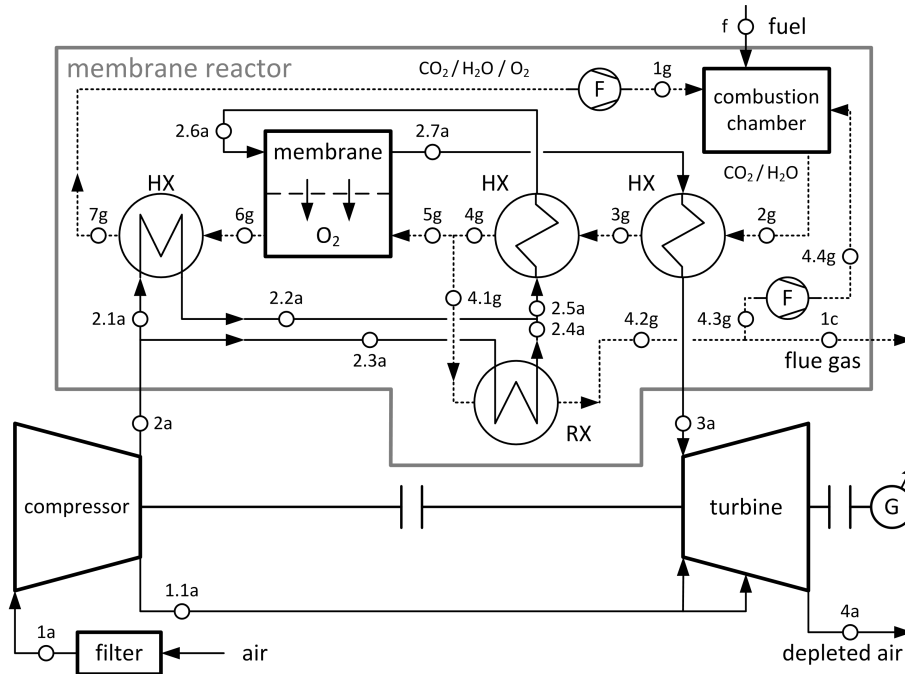 f
fuel
membrane reactor
CO₂ / H₂O / O₂
1g
F
combustion
chamber
2.6a
membrane
2.7a
CO₂ / H₂O
HX
HX
HX
7g
6g
O₂
5g
4g
3g
2g
4.4g
2.1a
2.2a
4.1g
2.5a
2.4a
F
2.3a
4.2g
4.3g
1c
flue gas
2a
RX
3a
compressor
turbine
G
1.1a
1a
filter
air
4a
depleted air